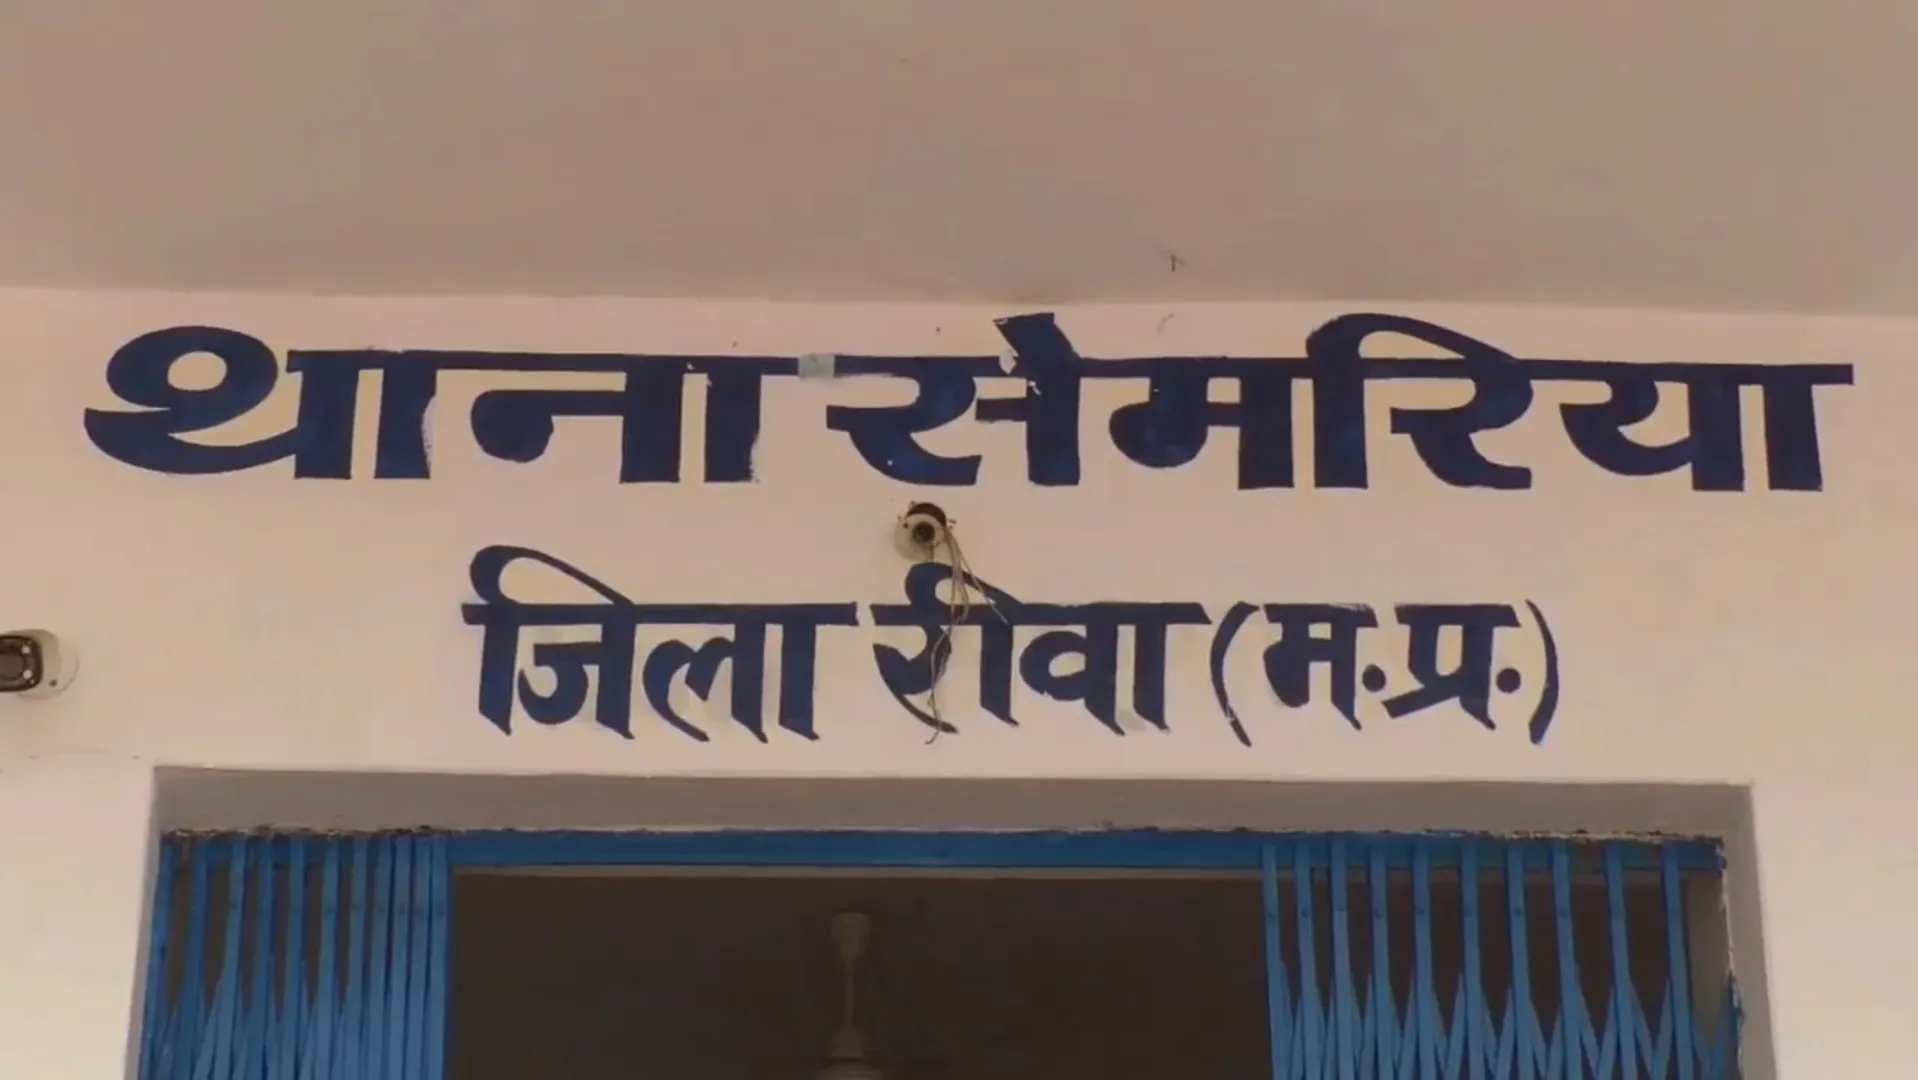 थाना सेमरिया
जिला रीवा (म.प्र.)